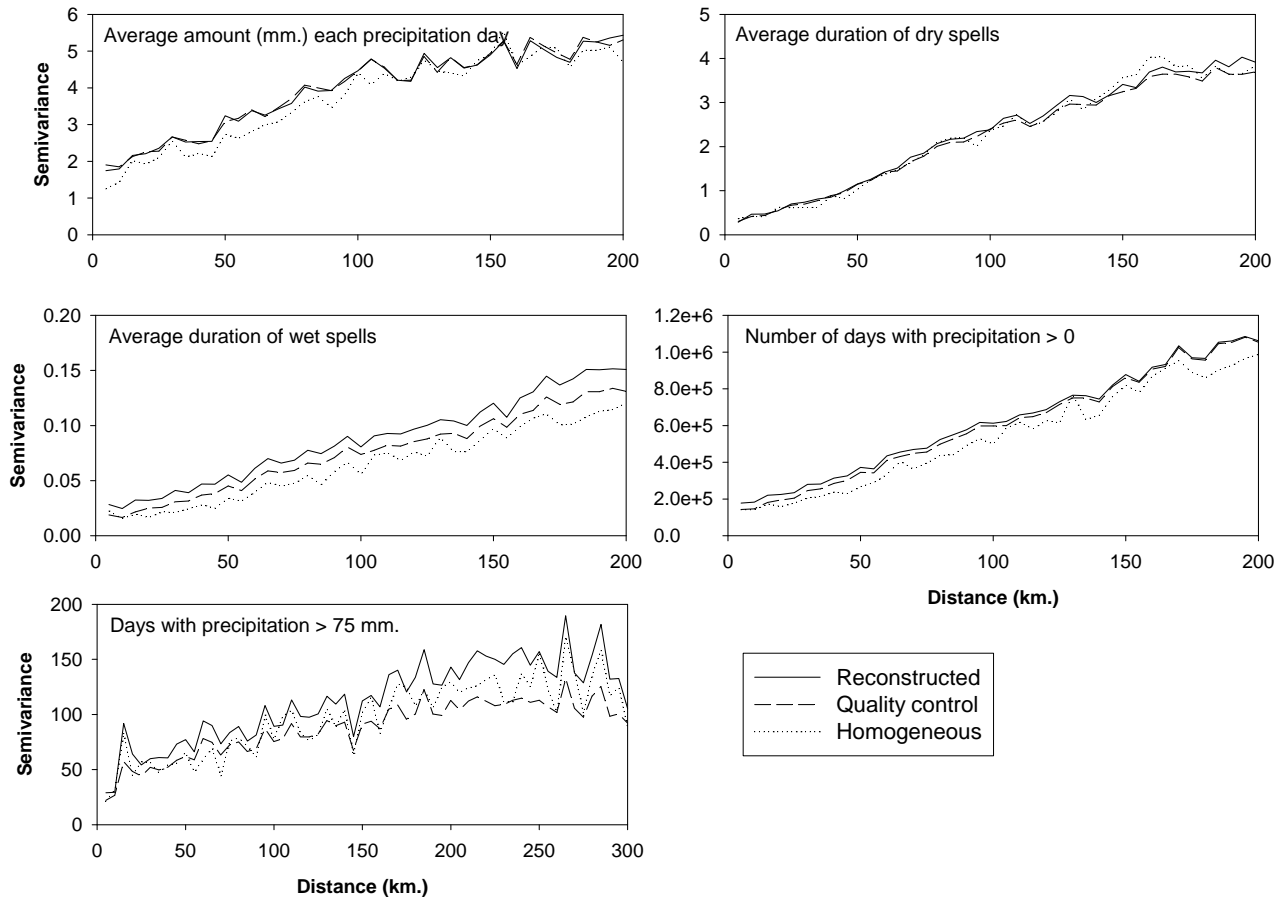 Average amount (mm.) each precipitation day
Semivariance
6
5
4
3
2
1
0
0 50 100 150 200
Average duration of dry spells
5
4
3
2
1
0
0 50 100 150 200
Average duration of wet spells
Semivariance
0.20
0.15
0.10
0.05
0.00
0 50 100 150 200
Number of days with precipitation > 0
1.2e+6
1.0e+6
8.0e+5
6.0e+5
4.0e+5
2.0e+5
0.0
0 50 100 150 200
Distance (km.)
Days with precipitation > 75 mm.
Semivariance
200
150
100
50
0
0 50 100 150 200 250 300
Distance (km.)
Reconstructed
Quality control
Homogeneous